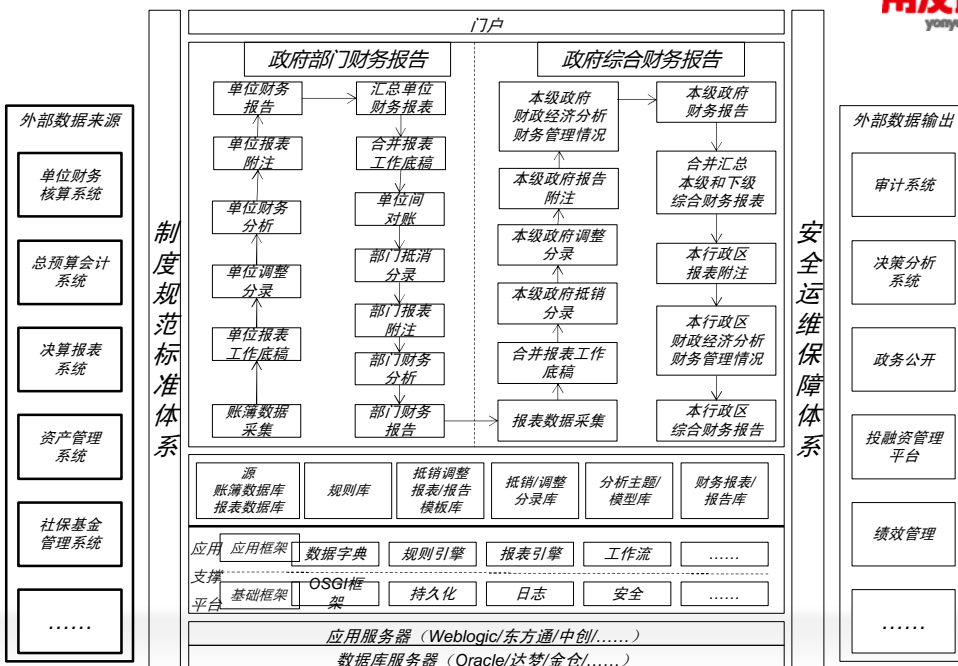 门户
外部数据来源
单位财务
核算系统
总预算会计
系统
决算报表
系统
资产管理
系统
社保基金
管理系统
……
制度规范标准体系
政府部门财务报告
单位财务
报告
单位报表
附注
单位财务
分析
单位调整
分录
单位报表
工作底稿
账簿数据
采集
汇总单位
财务报表
合并报表
工作底稿
单位间
对账
部门抵消
分录
部门报表
附注
部门财务
分析
部门财务
报告
政府综合财务报告
本级政府
财政经济分析
财务管理情况
本级政府报告
附注
本级政府调整
分录
本级政府抵销
分录
合并报表工作
底稿
报表数据采集
本级政府
财务报告
合并汇总
本级和下级
综合财务报表
本行政区
报表附注
本行政区
财政经济分析
财务管理情况
本行政区
综合财务报告
源
账簿数据库
报表数据库
规则库
抵销调整
报表/报告
模板库
抵销/调整
分录库
分析主题/
模型库
财务报表/
报告库
应用
支撑
平台
应用框架
数据字典
规则引擎
报表引擎
工作流
……
基础框架
OSGI框
架
持久化
日志
安全
……
应用服务器（Weblogic/东方通/中创/……）
数据库服务器（Oracle/达梦/金仓/……）
安全运维保障体系
外部数据输出
审计系统
决策分析
系统
政务公开
投融资管理
平台
绩效管理
……